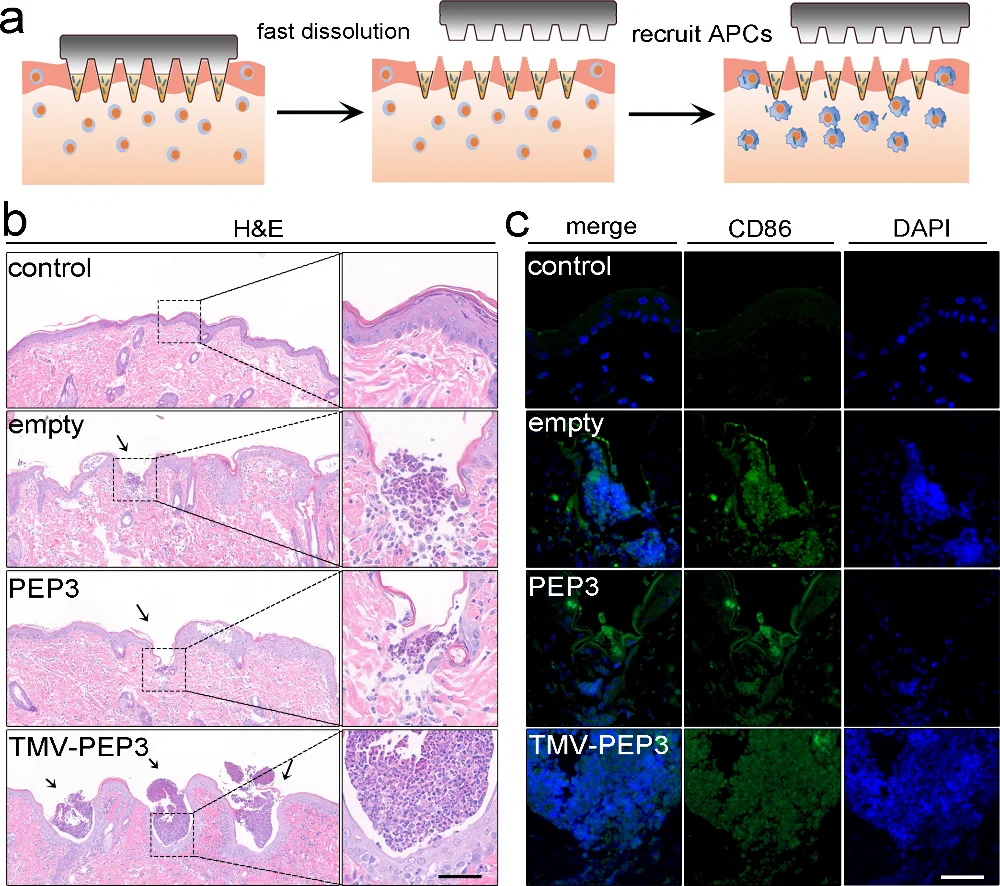 a
fast dissolution
recruit APCs
b
H&E
control
empty
PEP3
TMV-PEP3
c
merge
CD86
DAPI
control
empty
PEP3
TMV-PEP3